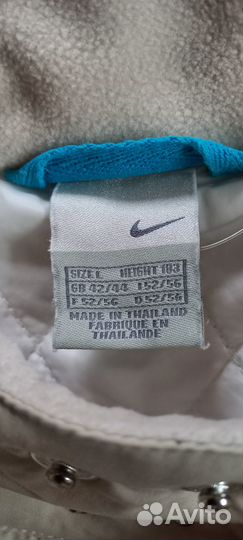 SIZE L HEIGHT 183
GB 42/44 I 52/56
F 52/56 D 52/56
MADE IN THAILAND
FABRIQUE EN
THAILANDE
Avito